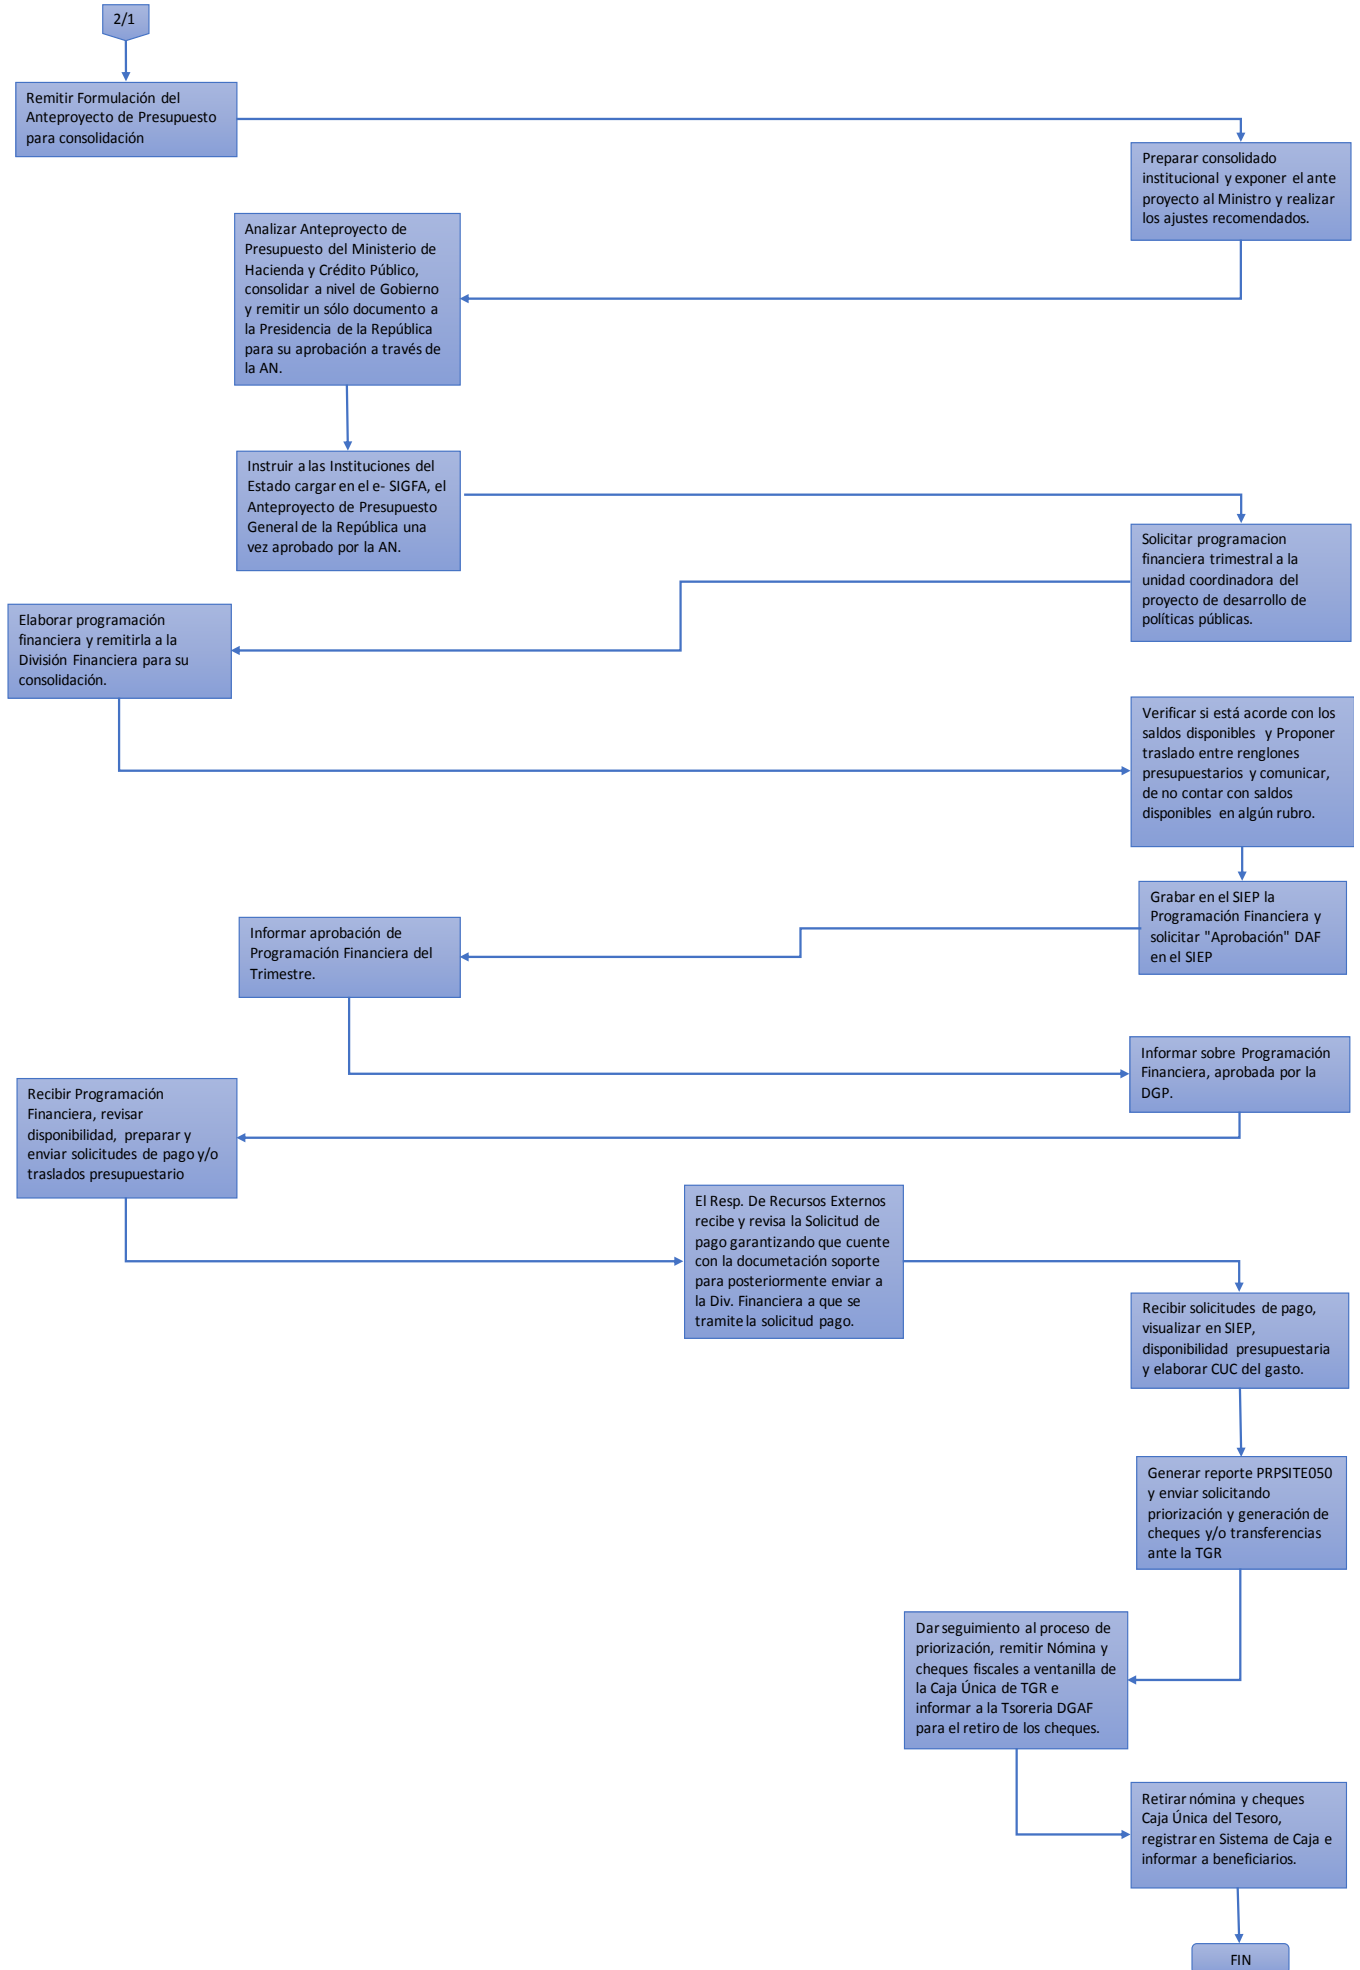 2/1
Remitir Formulación del
Anteproyecto de Presupuesto
para consolidación
Preparar consolidado
institucional y exponer el ante
proyecto al Ministro y realizar
los ajustes recomendados.
Analizar Anteproyecto de
Presupuesto del Ministerio de
Hacienda y Crédito Público,
consolidar a nivel de Gobierno
y remitir un sólo documento a
la Presidencia de la República
para su aprobación a través de
la AN.
Instruir a las Instituciones del
Estado cargar en el e- SIGFA, el
Anteproyecto de Presupuesto
General de la República una
vez aprobado por la AN.
Solicitar programacion
financiera trimestral a la
unidad coordinadora del
proyecto de desarrollo de
políticas públicas.
Elaborar programación
financiera y remitirla a la
División Financiera para su
consolidación.
Verificar si está acorde con los
saldos disponibles y Proponer
traslado entre renglones
presupuestarios y comunicar,
de no contar con saldos
disponibles en algún rubro.
Grabar en el SIEP la
Programación Financiera y
solicitar "Aprobación" DAF
en el SIEP
Informar aprobación de
Programación Financiera del
Trimestre.
Informar sobre Programación
Financiera, aprobada por la
DGP.
Recibir Programación
Financiera, revisar
disponibilidad, preparar y
enviar solicitudes de pago y/o
traslados presupuestario
El Resp. De Recursos Externos
recibe y revisa la Solicitud de
pago garantizando que cuente
con la documetación soporte
para posteriormente enviar a
la Div. Financiera a que se
tramite la solicitud pago.
Recibir solicitudes de pago,
visualizar en SIEP,
disponibilidad presupuestaria
y elaborar CUC del gasto.
Generar reporte PRPSITE050
y enviar solicitando
priorización y generación de
cheques y/o transferencias
ante la TGR
Dar seguimiento al proceso de
priorización, remitir Nómina y
cheques fiscales a ventanilla de
la Caja Única de TGR e
informar a la Tsoreria DGAF
para el retiro de los cheques.
Retirar nómina y cheques
Caja Única del Tesoro,
registrar en Sistema de Caja e
informar a beneficiarios.
FIN